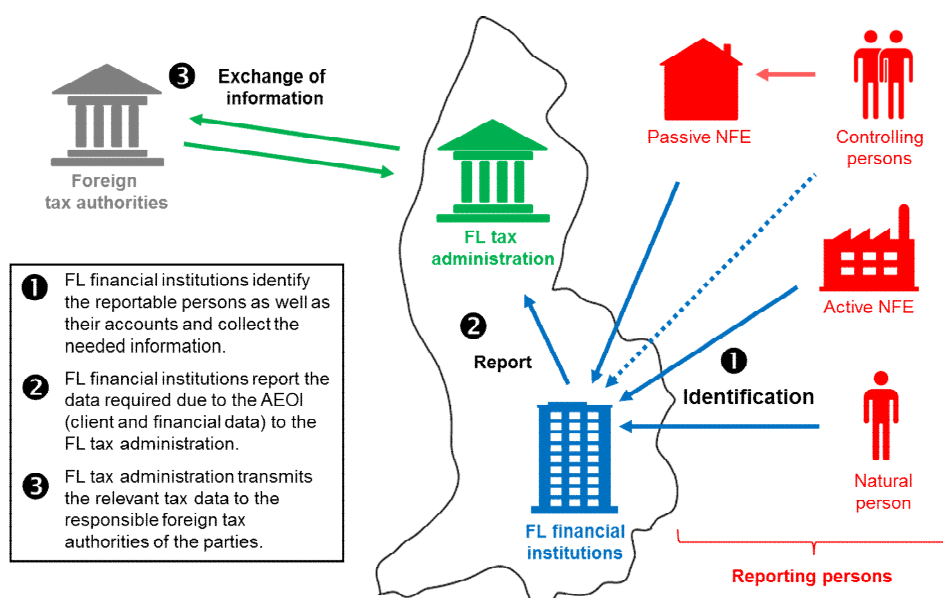 ❸ Exchange of
information
Foreign
tax authorities
FL tax
administration
Passive NFE
Controlling
persons
Active NFE
❷
Report
❶
Identification
Natural
person
FL financial
institutions
Reporting persons
❶ FL financial institutions identify
the reportable persons as well as
their accounts and collect the
needed information.
❷ FL financial institutions report the
data required due to the AEOI
(client and financial data) to the
FL tax administration.
❸ FL tax administration transmits
the relevant tax data to the
responsible foreign tax
authorities of the parties.